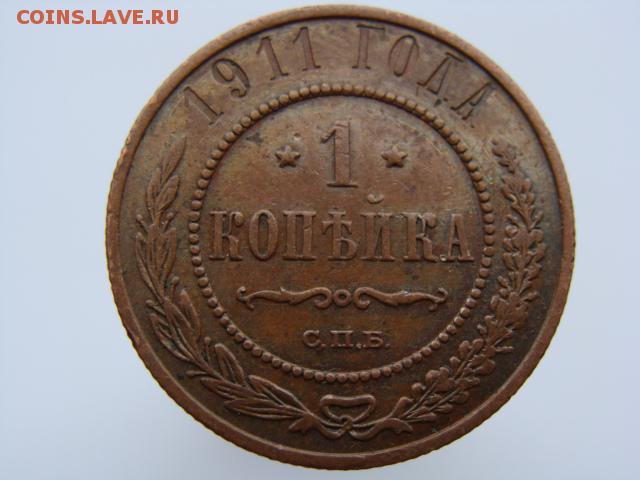 COINS.LAVE.RU
1911 ГОДА
* 1 *
КОПѢЙКА
С.П.Б.